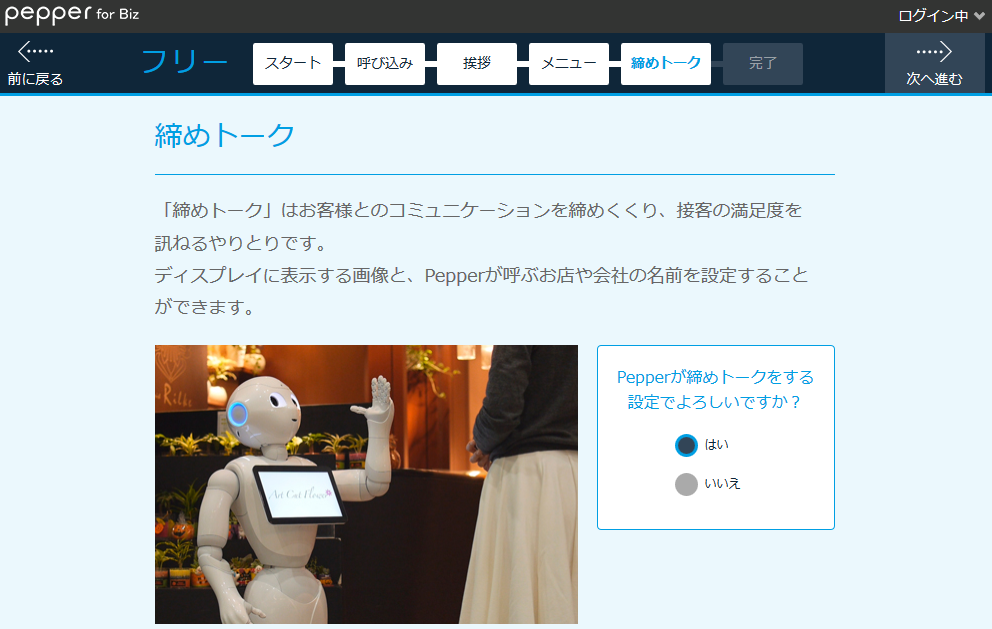 pepper for Biz
ログイン中
前に戻る
フリー
スタート
呼び込み
挨拶
メニュー
締めトーク
完了
次へ進む
締めトーク
「締めトーク」はお客様とのコミュニケーションを締めくくり、接客の満足度を
訊ねるやりとりです。
ディスプレイに表示する画像と、Pepperが呼ぶお店や会社の名前を設定すること
ができます。
Pepperが締めトークをする
設定でよろしいですか？
はい
いいえ
Art Cat Flower